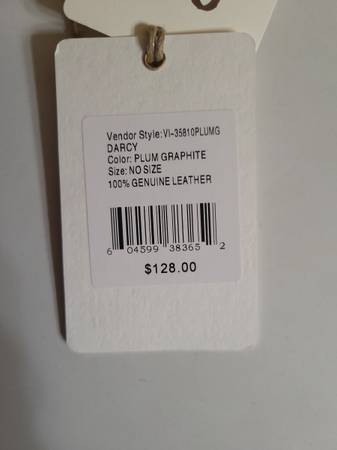 Vendor Style: VI-35810PLUMG
DARCY
Color: PLUM GRAPHITE
Size: NO SIZE
100% GENUINE LEATHER
6 04599 38365 2
$128.00